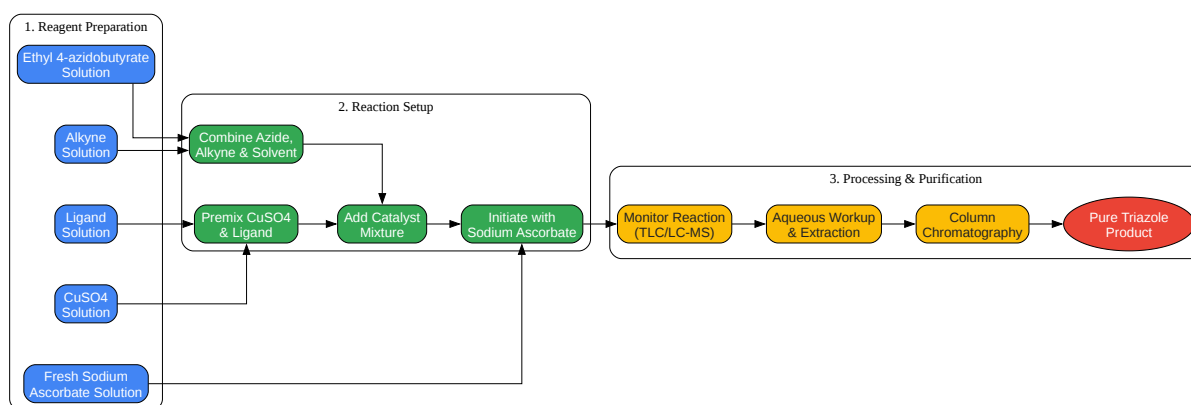 1. Reagent Preparation
Ethyl 4-azidobutyrate
Solution
Alkyne
Solution
Ligand
Solution
CuSO4
Solution
Fresh Sodium
Ascorbate Solution
2. Reaction Setup
Combine Azide,
Alkyne & Solvent
Premix CuSO4
& Ligand
Add Catalyst
Mixture
Initiate with
Sodium Ascorbate
3. Processing & Purification
Monitor Reaction
(TLC/LC-MS)
Aqueous Workup
& Extraction
Column
Chromatography
Pure Triazole
Product